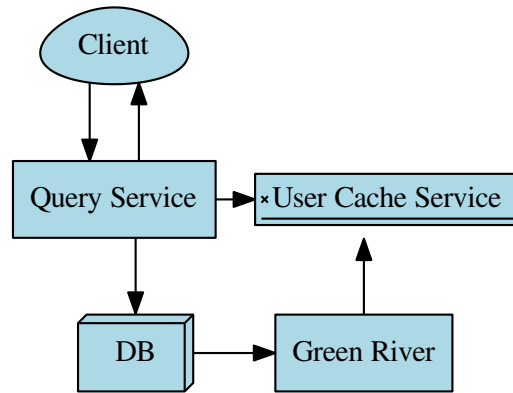 Client
Query Service
User Cache Service
DB
Green River